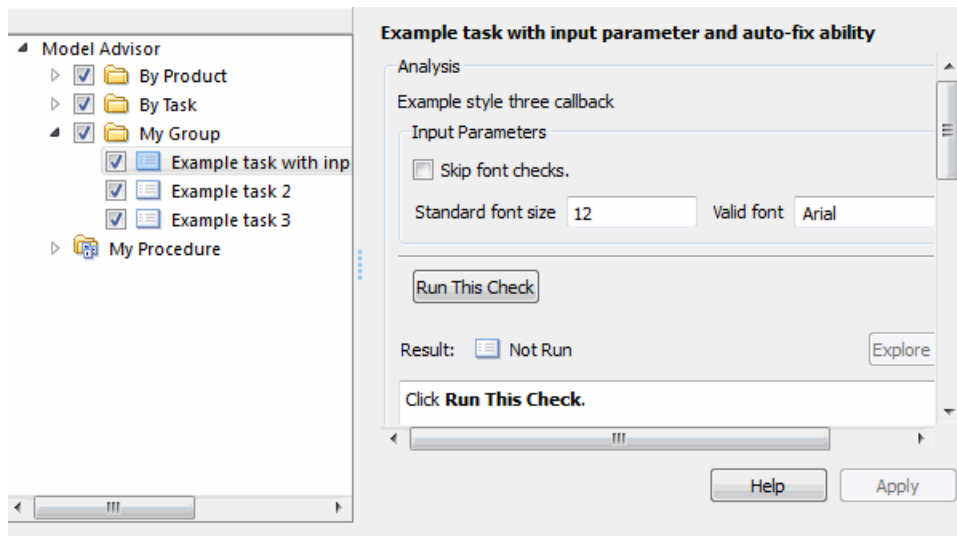 Model Advisor
By Product
By Task
My Group
Example task with inp
Example task 2
Example task 3
My Procedure
Example task with input parameter and auto-fix ability
Analysis
Example style three callback
Input Parameters
Skip font checks.
Standard font size 12 Valid font Arial
Run This Check
Result: Not Run Explore
Click Run This Check.
Help Apply